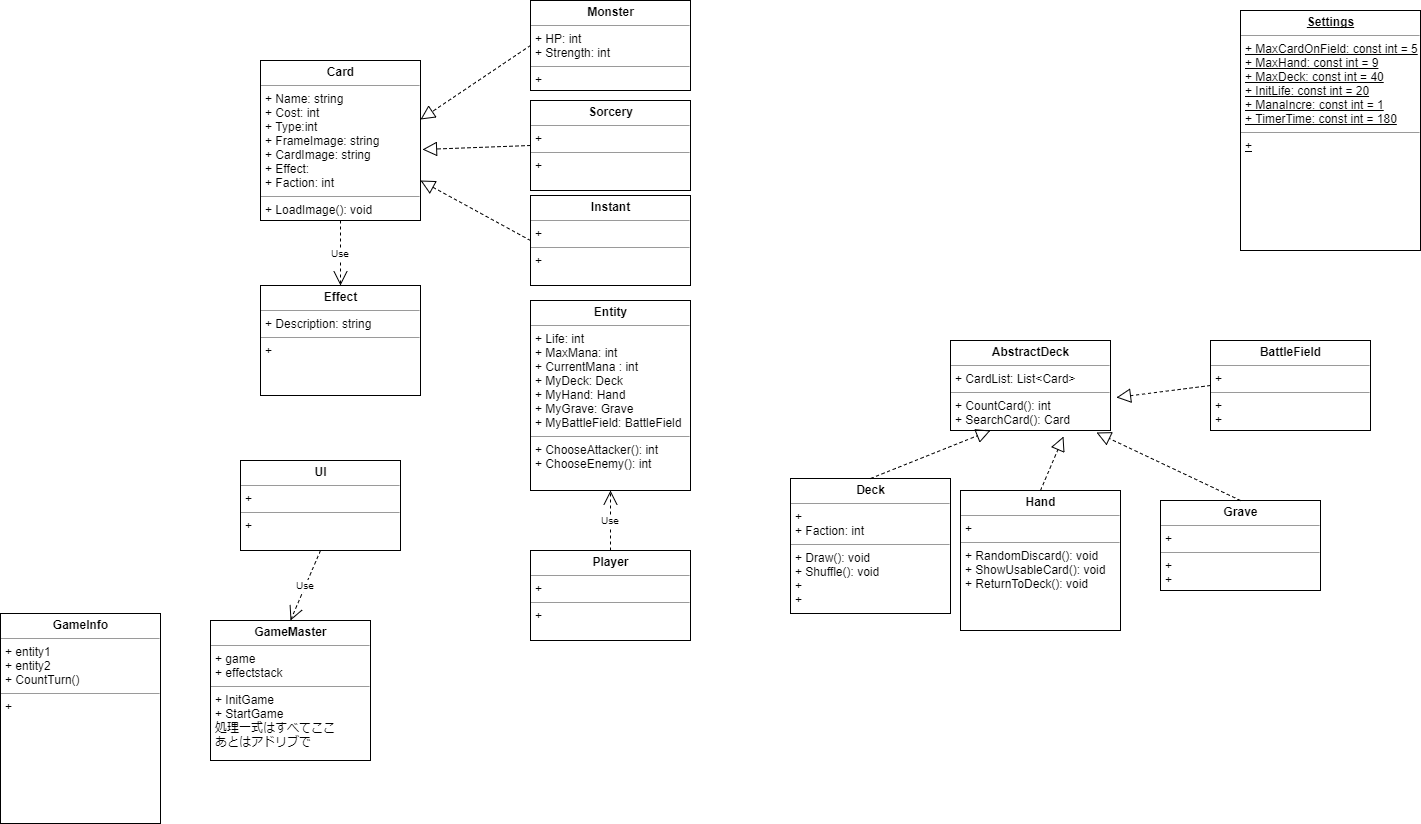 Monster
+ HP: int
+ Strength: int
+
Card
+ Name: string
+ Cost: int
+ Type:int
+ FrameImage: string
+ CardImage: string
+ Effect:
+ Faction: int
+ LoadImage(): void
Sorcery
+
+
Instant
+
+
Use
Effect
+ Description: string
+
Settings
+ MaxCardOnField: const int = 5
+ MaxHand: const int = 9
+ MaxDeck: const int = 40
+ InitLife: const int = 20
+ ManaIncre: const int = 1
+ TimerTime: const int = 180
+
Entity
+ Life: int
+ MaxMana: int
+ CurrentMana : int
+ MyDeck: Deck
+ MyHand: Hand
+ MyGrave: Grave
+ MyBattleField: BattleField
+ ChooseAttacker(): int
+ ChooseEnemy(): int
Use
Player
+
+
AbstractDeck
+ CardList: List<Card>
+ CountCard(): int
+ SearchCard(): Card
BattleField
+
+
+
Deck
+
+ Faction: int
+ Draw(): void
+ Shuffle(): void
+
+
Hand
+
+ RandomDiscard(): void
+ ShowUsableCard(): void
+ ReturnToDeck(): void
Grave
+
+
+
UI
+
+
Use
GameMaster
+ game
+ effectstack
+ InitGame
+ StartGame
処理一式はすべてここ
あとはアドリブで
GameInfo
+ entity1
+ entity2
+ CountTurn()
+